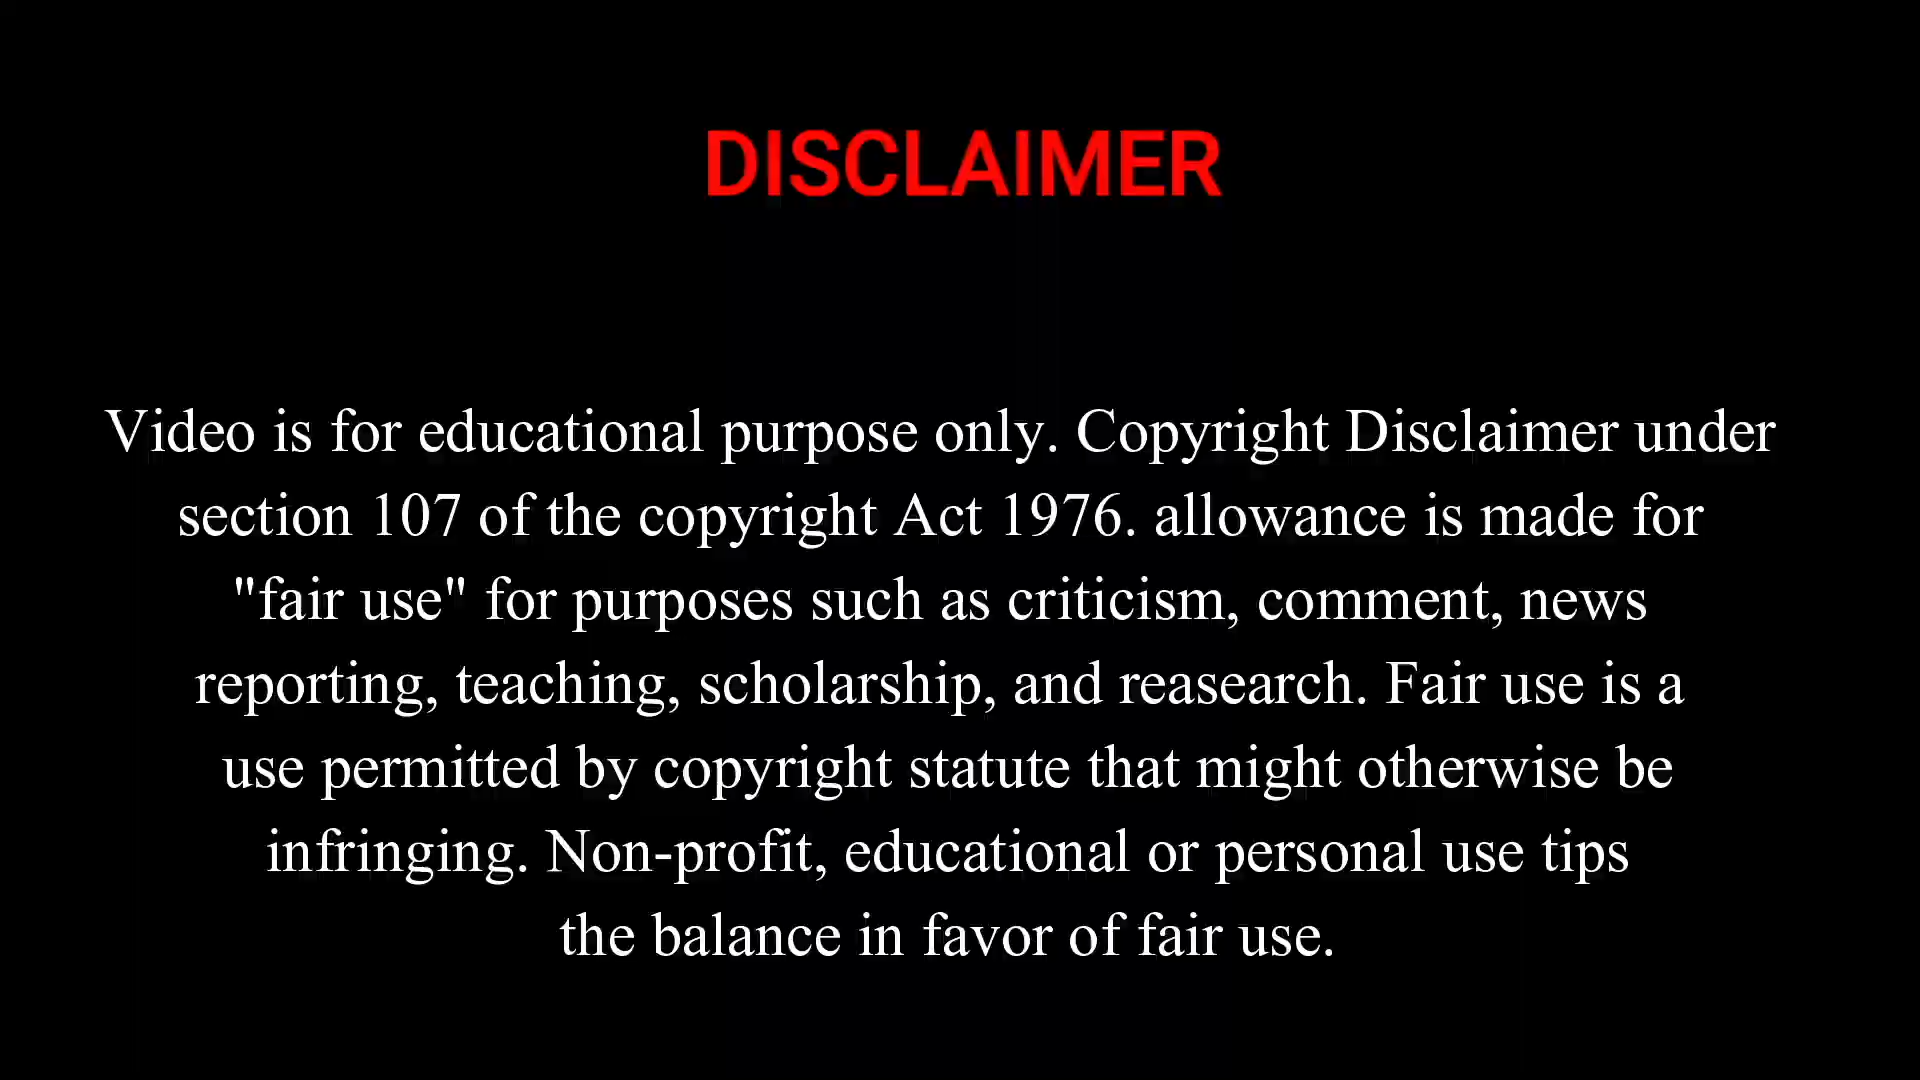 DISCLAIMER
Video is for educational purpose only. Copyright Disclaimer under
section 107 of the copyright Act 1976. allowance is made for
"fair use" for purposes such as criticism, comment, news
reporting, teaching, scholarship, and reasearch. Fair use is a
use permitted by copyright statute that might otherwise be
infringing. Non-profit, educational or personal use tips
the balance in favor of fair use.